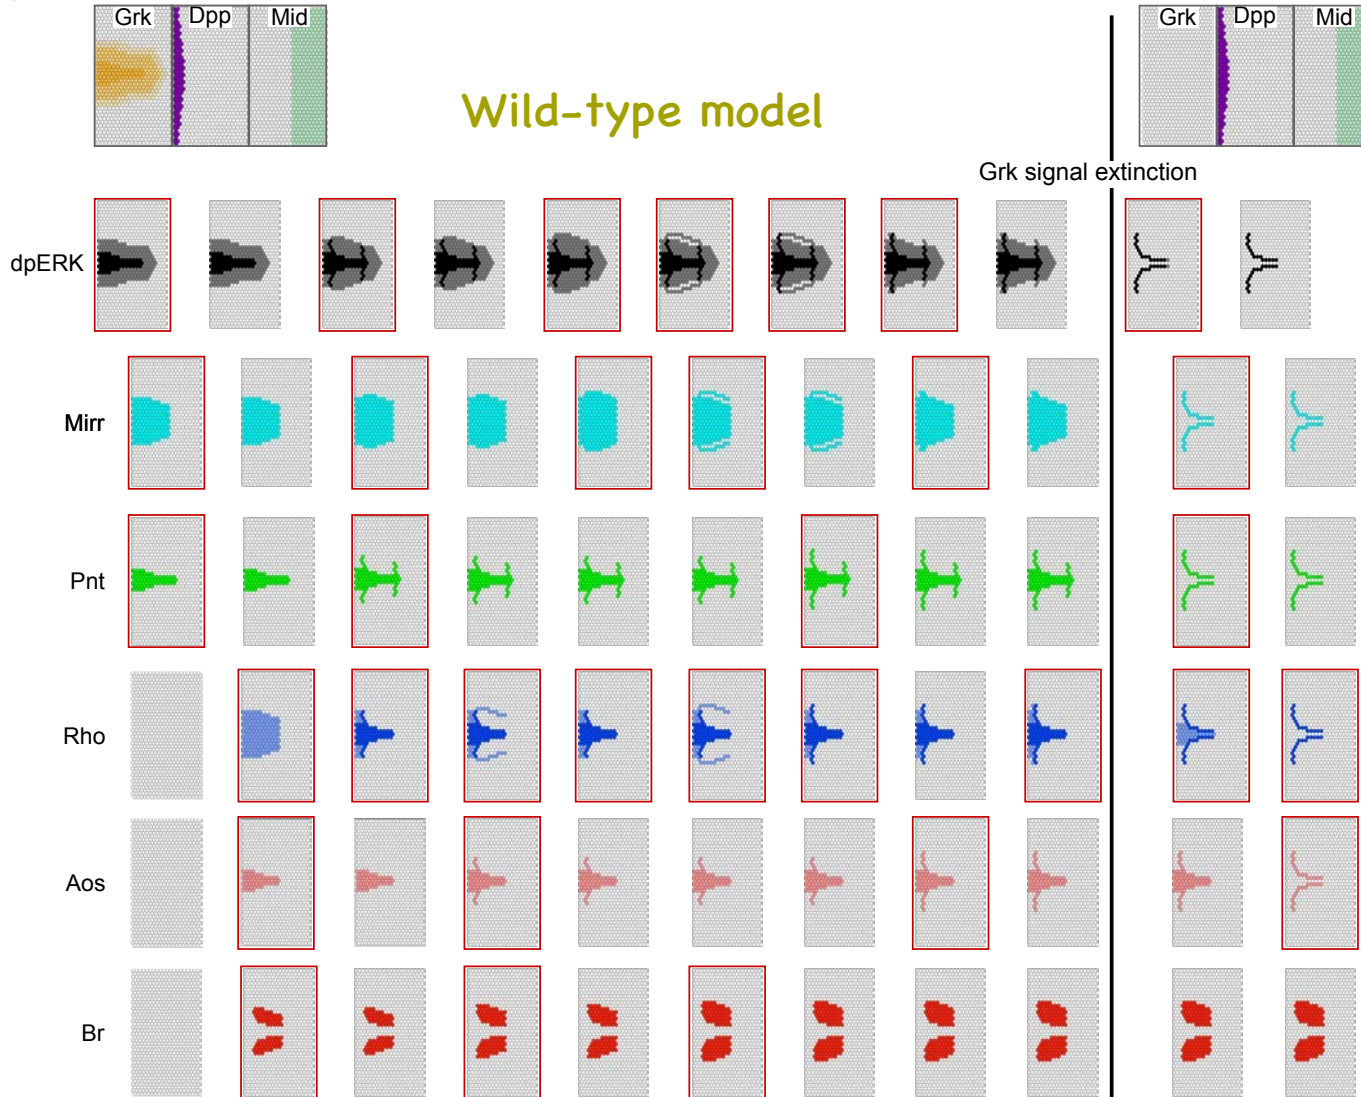 Grk Dpp Mid
Grk Dpp Mid
Wild-type model
Grk signal extinction
dpERK
Mirr
Pnt
Rho
Aos
Br